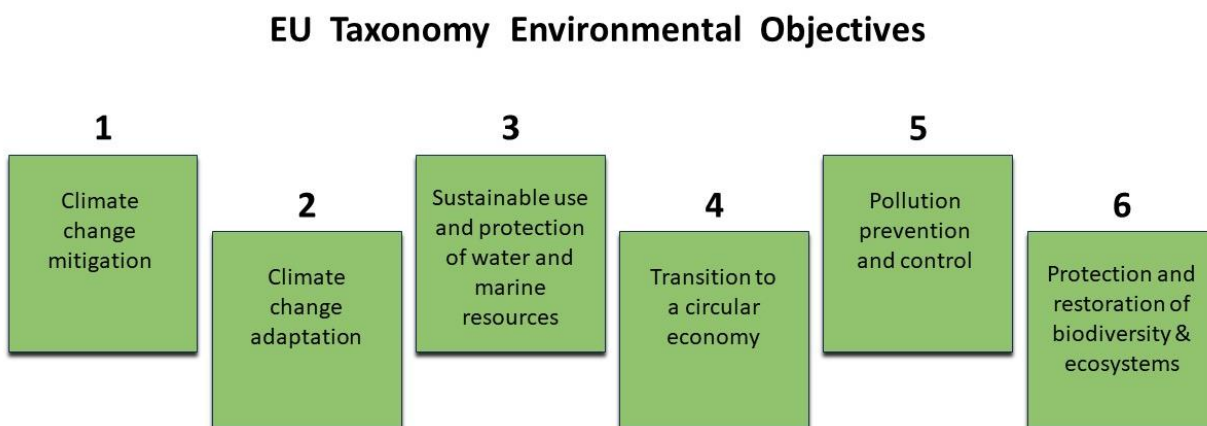 EU Taxonomy Environmental Objectives
1
Climate
change
mitigation
2
Climate
change
adaptation
3
Sustainable use
and protection
of water and
marine
resources
4
Transition to
a circular
economy
5
Pollution
prevention
and control
6
Protection and
restoration of
biodiversity &
ecosystems